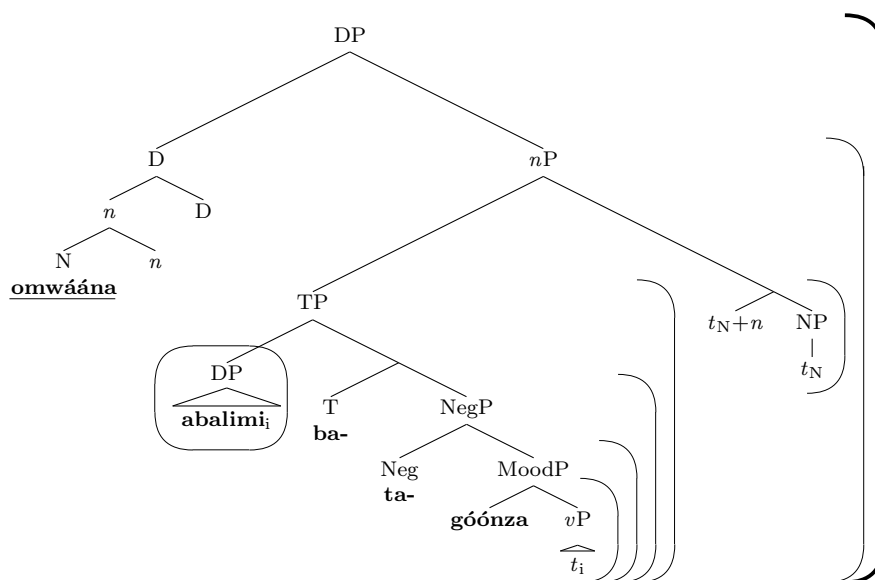 DP
D nP
n D
N n
omwáána
TP
tN+n NP
DP tN
abalimii T NegP
ba-
Neg MoodP
ta-
góónza vP
ti